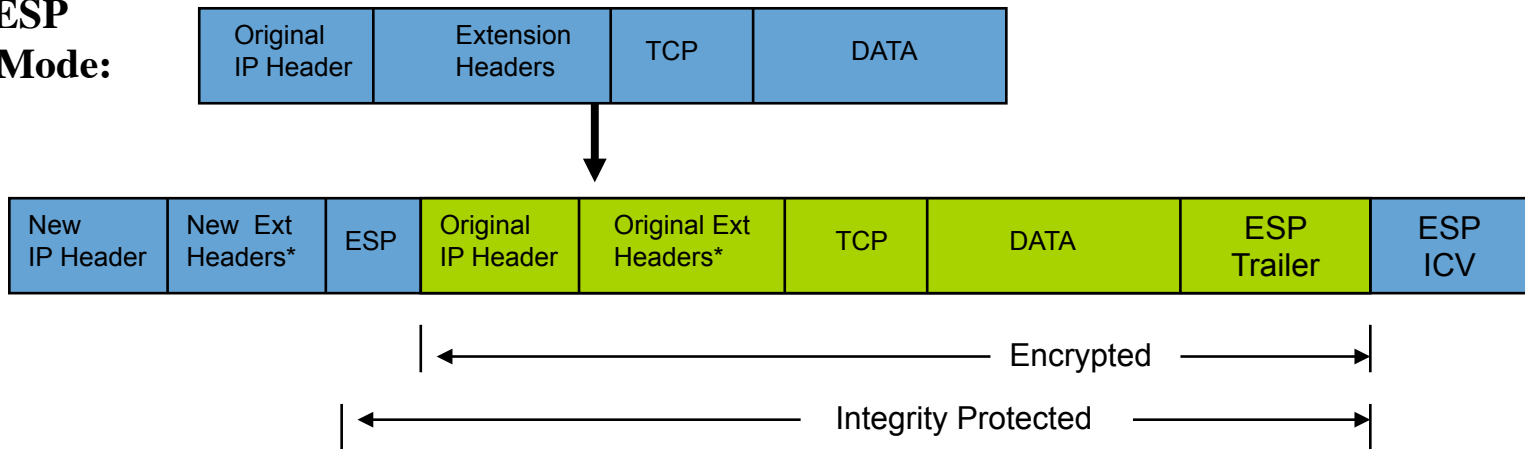 ESP
Mode:
Original
IP Header
Extension
Headers
TCP
DATA
New
IP Header
New Ext
Headers*
ESP
Original
IP Header
Original Ext
Headers*
TCP
DATA
ESP
Trailer
ESP
ICV
Encrypted
Integrity Protected